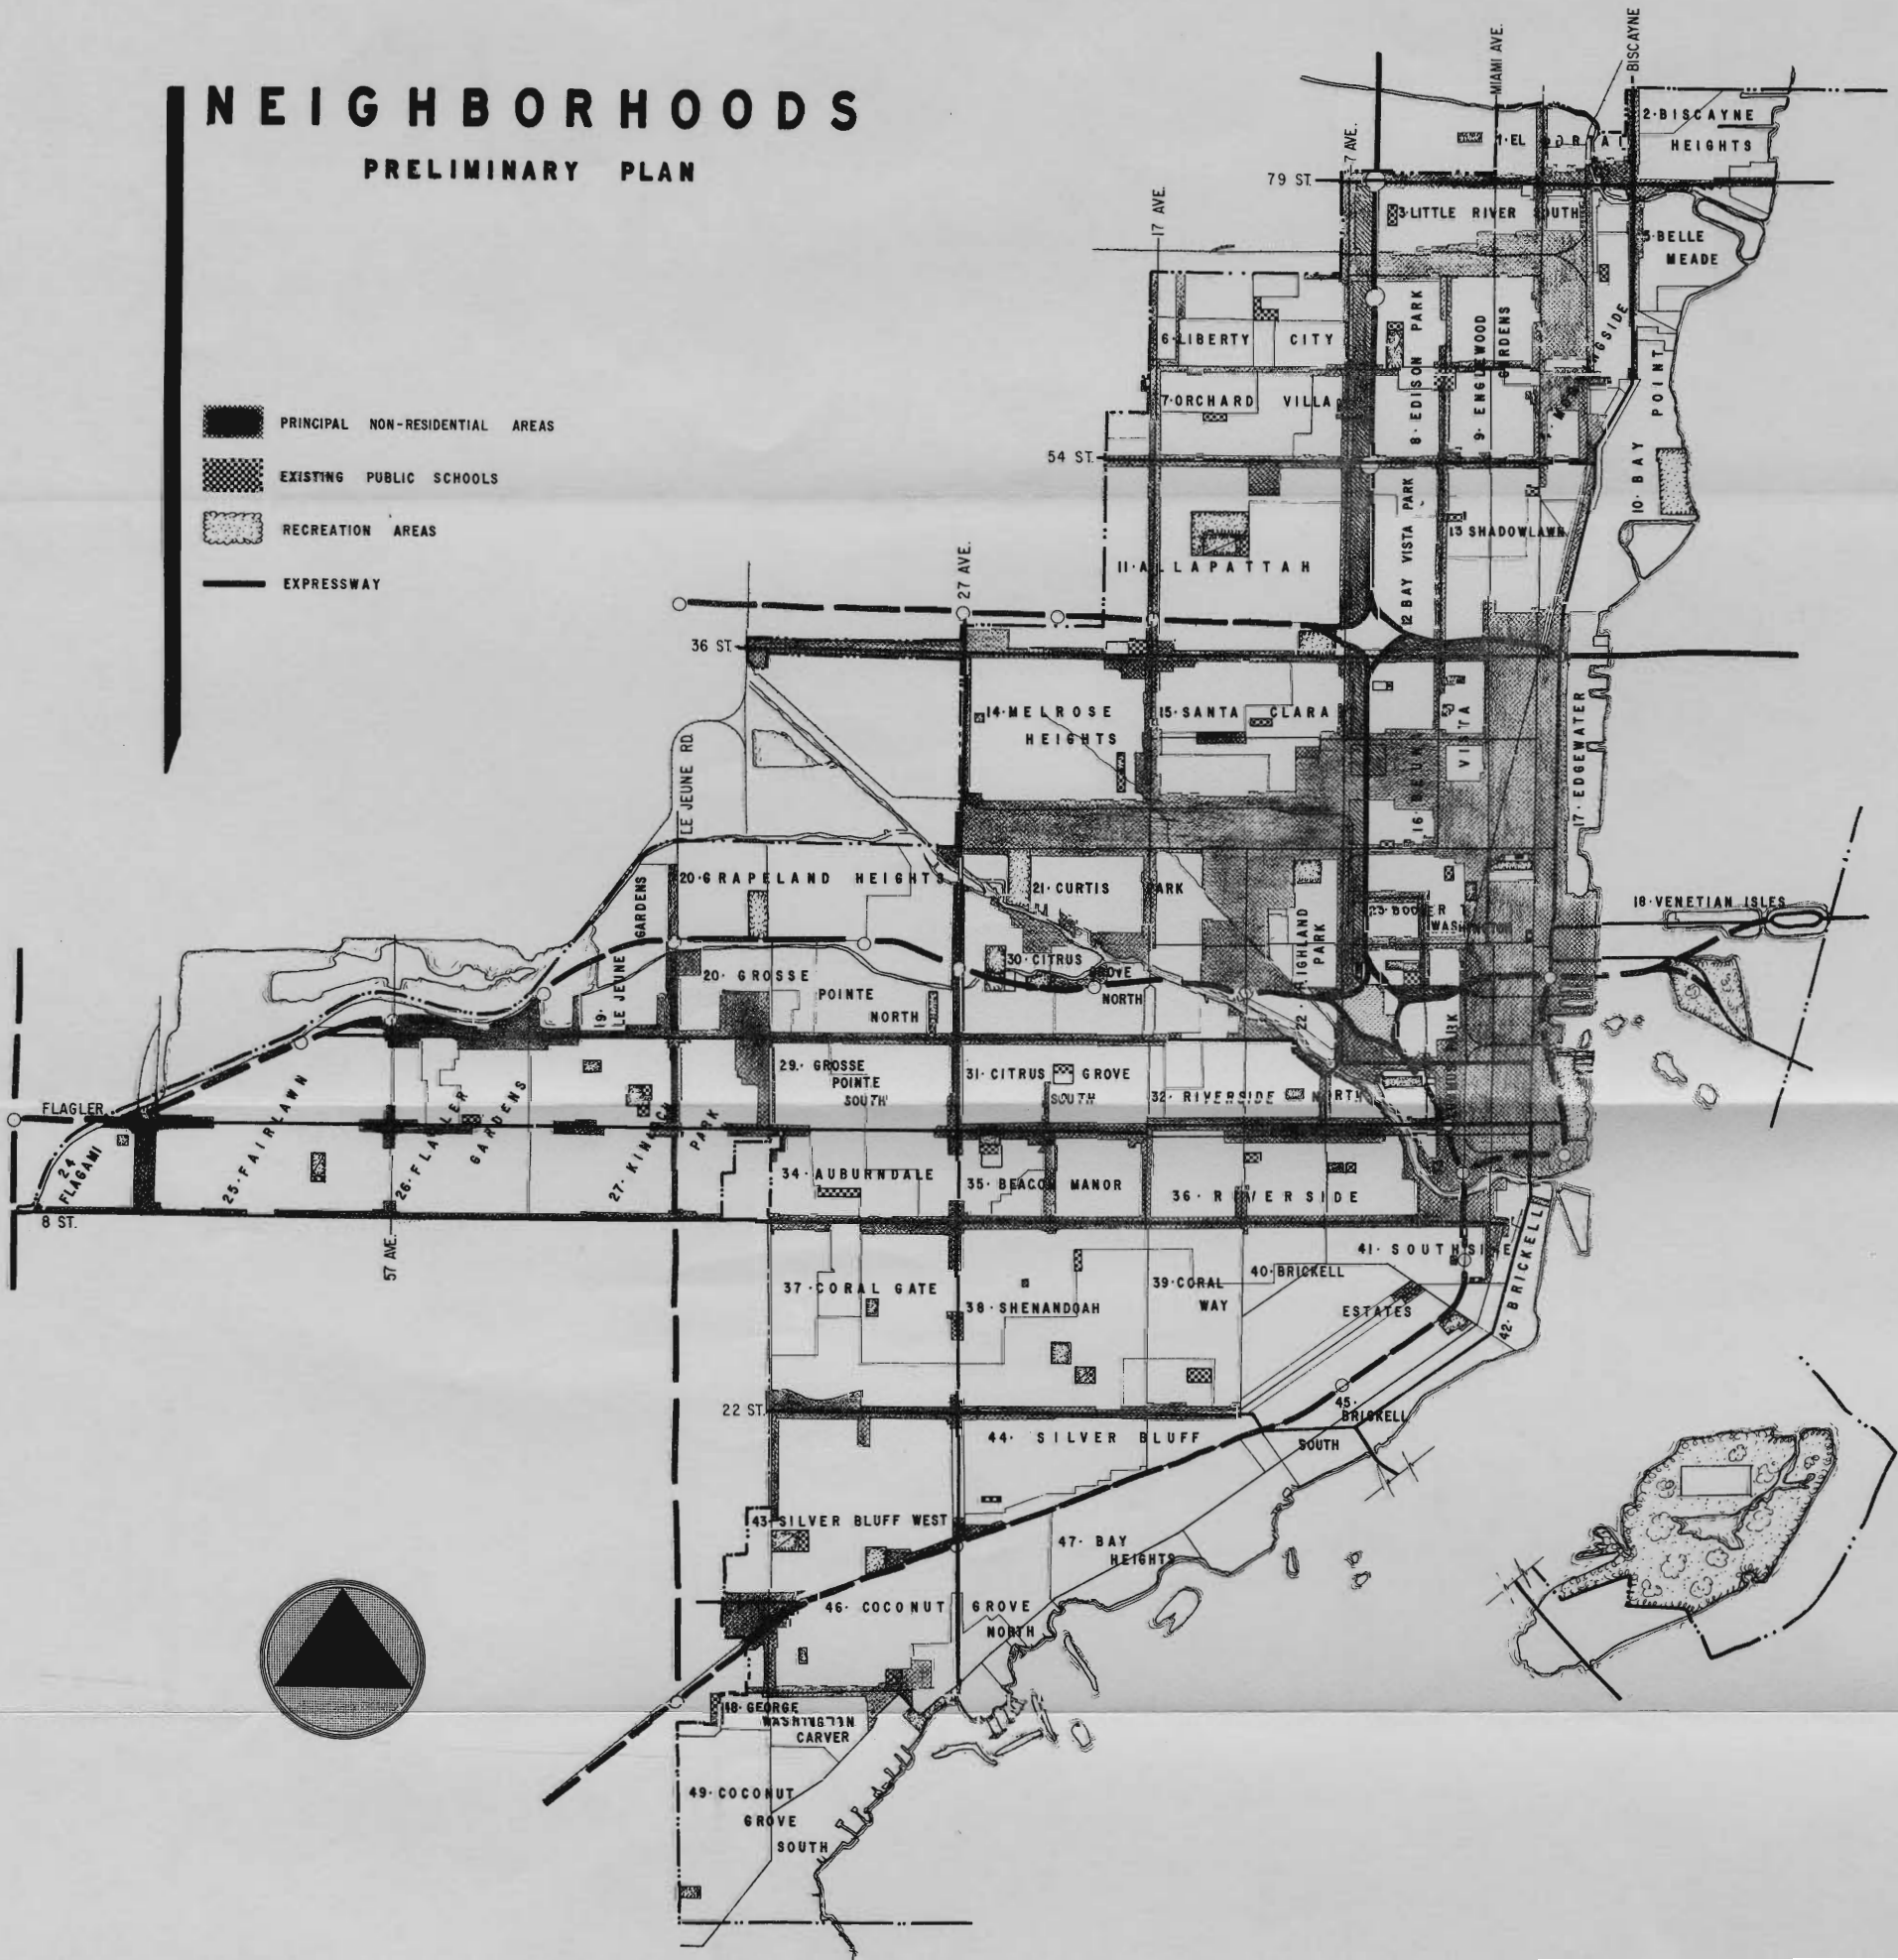 NEIGHBORHOODS
PRELIMINARY PLAN
PRINCIPAL NON-RESIDENTIAL AREAS
EXISTING PUBLIC SCHOOLS
RECREATION AREAS
EXPRESSWAY
MIAMI AVE.
BISCAYNE
7 AVE.
17 AVE.
27 AVE.
LE JEUNE RD.
57 AVE.
79 ST.
54 ST.
36 ST.
FLAGLER
8 ST.
22 ST.
1·EL
2·BISCAYNE
HEIGHTS
3·LITTLE RIVER SOUTH
5·BELLE
MEADE
6·LIBERTY CITY
7·ORCHARD VILLA
8·EDISON PARK
9·ENGLEWOOD
GARDENS
10·BAY POINT
11·ALLAPATTAH
12 BAY VISTA PARK
13 SHADOWLAWN
14·MELROSE
HEIGHTS
15·SANTA CLARA
16·BEUNA
VISTA
17·EDGEWATER
18·VENETIAN ISLES
19·
LE JEUNE
GARDENS
20·GRAPELAND HEIGHTS
20·GROSSE
POINTE
NORTH
21·CURTIS PARK
22·HIGHLAND
PARK
23·BOOKER T.
WASHINGTON
24
FLAGAMI
25·FAIRLAWN
26·FLAGLER
GARDENS
27·KINLOCH
PARK
29·GROSSE
POINTE
SOUTH
30·CITRUS
GROVE
NORTH
31·CITRUS GROVE
SOUTH
32·RIVERSIDE NORTH
PARK
34·AUBURNDALE
35·BEACON MANOR
36·RIVERSIDE
37·CORAL GATE
38·SHENANDOAH
39·CORAL
WAY
40·BRICKELL
ESTATES
41·SOUTHSIDE
42·BRICKELL
43·SILVER BLUFF WEST
44·SILVER BLUFF
45·
BRICKELL
SOUTH
46·COCONUT GROVE
NORTH
47·BAY
HEIGHTS
48·GEORGE
WASHINGTON
CARVER
49·COCONUT
GROVE
SOUTH